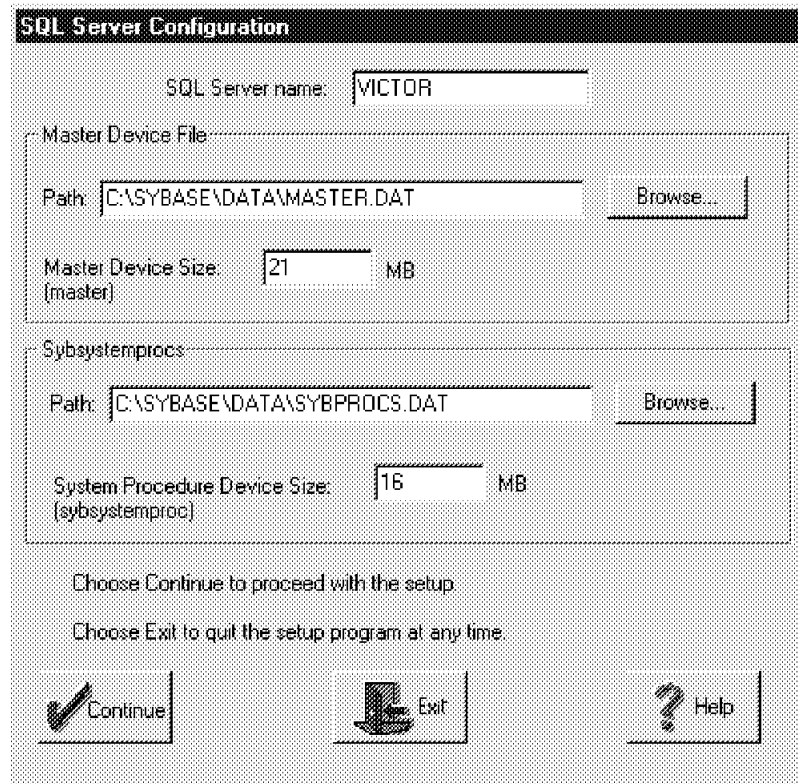 SQL Server Configuration
SQL Server name: VICTOR
Master Device File
Path: C:\SYBASE\DATA\MASTER.DAT Browse...
Master Device Size: 21 MB
(master)
Sybsystemprocs
Path: C:\SYBASE\DATA\SYBPROCS.DAT Browse...
System Procedure Device Size: 16 MB
(sybsystemproc)
Choose Continue to proceed with the setup.
Choose Exit to quit the setup program at any time.
Continue Exit Help